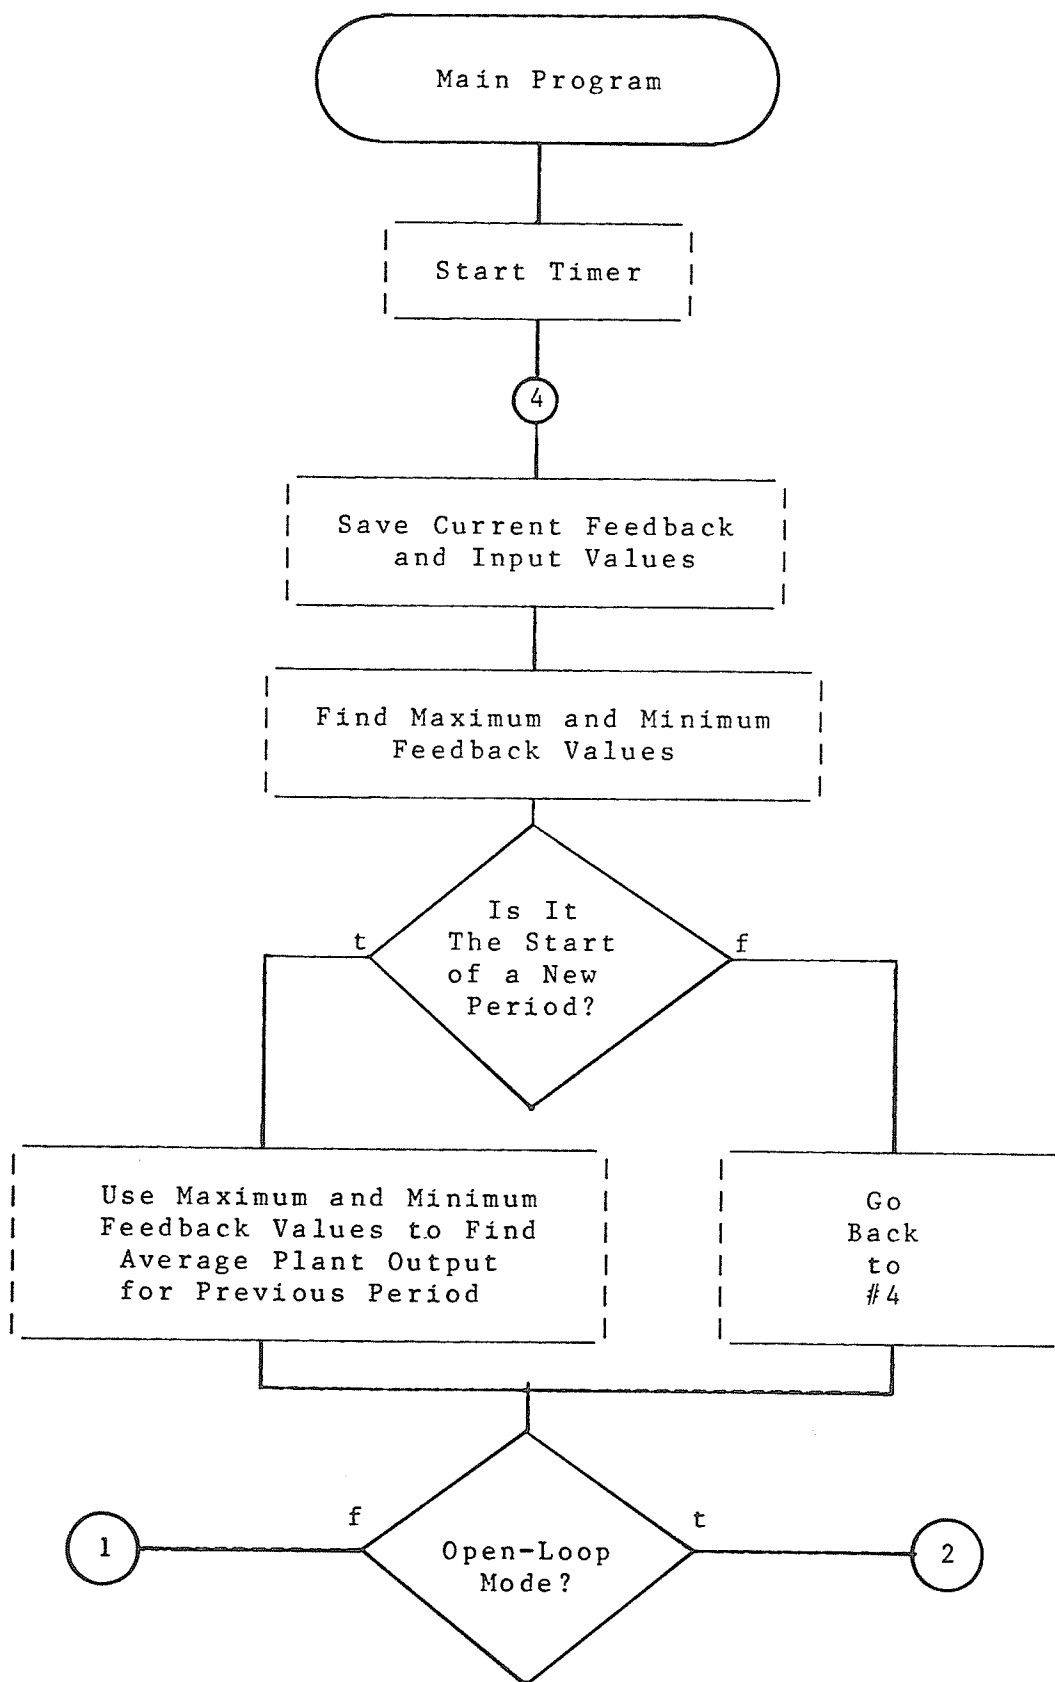 Main Program
Start Timer
4
Save Current Feedback
and Input Values
Find Maximum and Minimum
Feedback Values
Is It
The Start
of a New
Period?
t
f
Use Maximum and Minimum
Feedback Values to Find
Average Plant Output
for Previous Period
Go
Back
to
#4
f
t
1
Open-Loop
Mode?
2